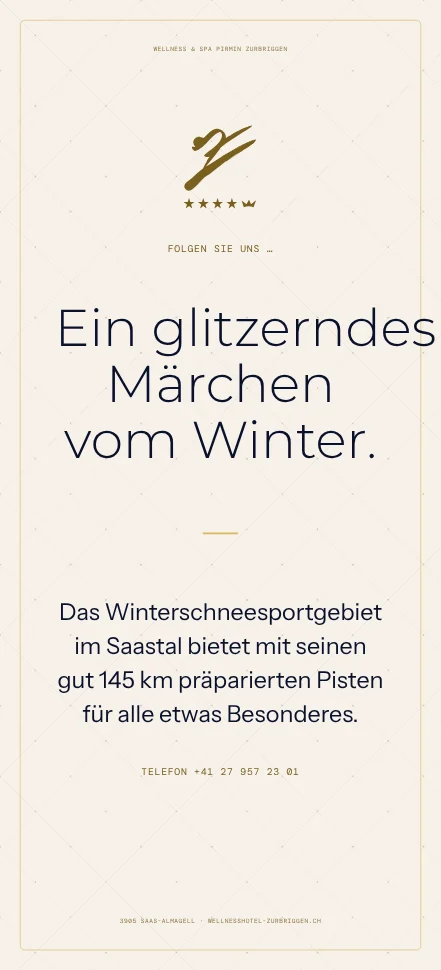 WELLNESS & SPA PIRMIN ZURBRIGGEN
FOLGEN SIE UNS …
Ein glitzerndes
Märchen
vom Winter.
Das Winterschneesportgebiet
im Saastal bietet mit seinen
gut 145 km präparierten Pisten
für alle etwas Besonderes.
TELEFON +41 27 957 23 01
3905 SAAS-ALMAGELL · WELLNESSHOTEL-ZURBRIGGEN.CH